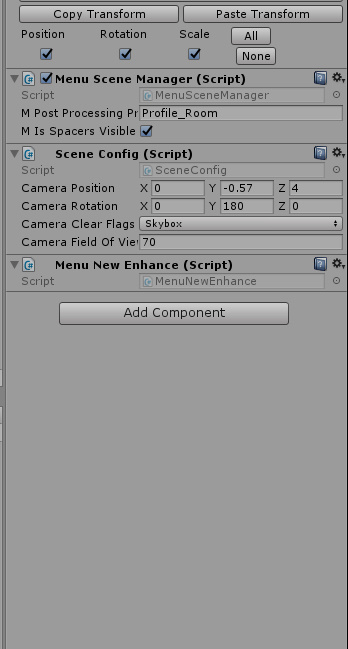 Copy Transform Paste Transform
Position Rotation Scale All
None
Menu Scene Manager (Script)
Script MenuSceneManager
M Post Processing Pr Profile_Room
M Is Spacers Visible
Scene Config (Script)
Script SceneConfig
Camera Position X 0 Y -0.57 Z 4
Camera Rotation X 0 Y 180 Z 0
Camera Clear Flags Skybox
Camera Field Of Vie 70
Menu New Enhance (Script)
Script MenuNewEnhance
Add Component